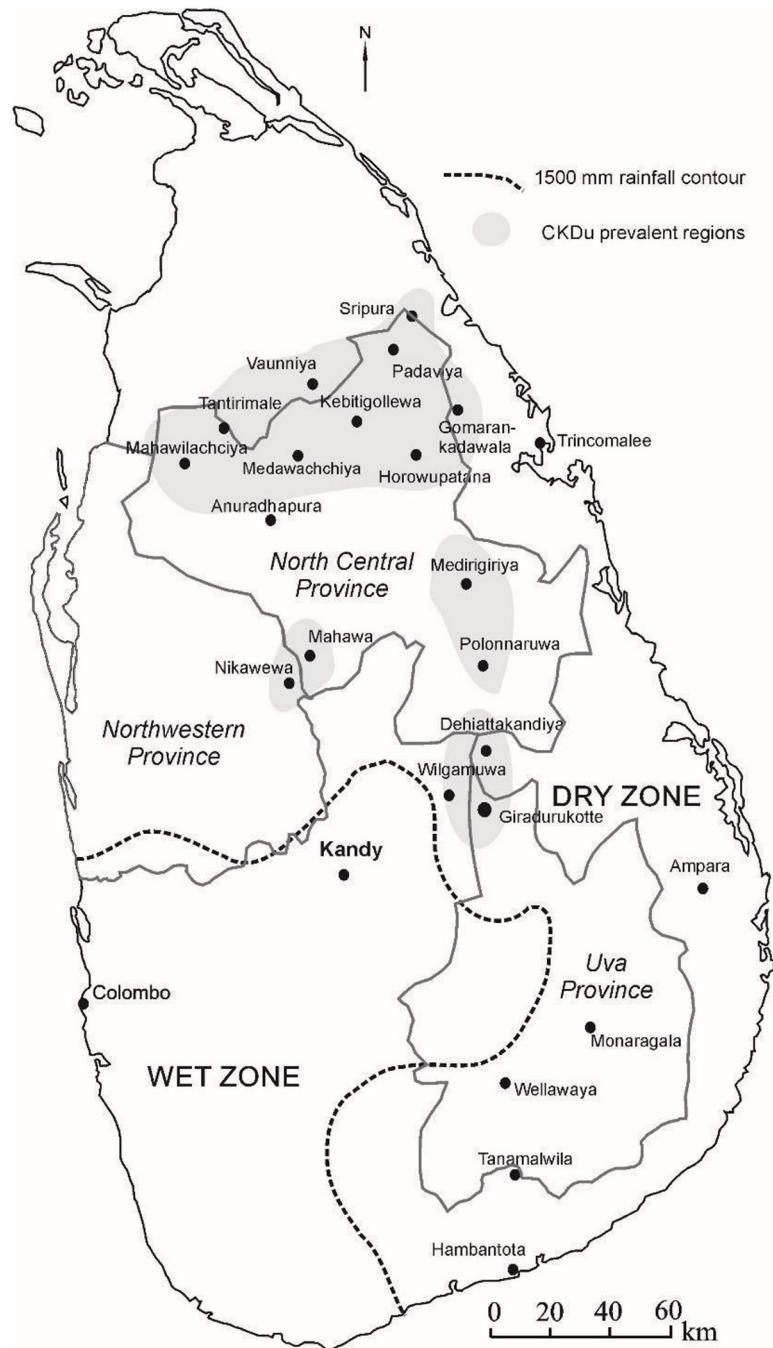 N
1500 mm rainfall contour
CKDu prevalent regions
Sripura
Padaviya
Vaunniya
Kebitigollewa
Tantirimale
Gomaran-
kadawala
Trincomalee
Mahawilachciya
Medawachchiya
Horowupatana
Anuradhapura
North Central
Province
Medirigiriya
Mahawa
Polonnaruwa
Nikawewa
Northwestern
Province
Dehiattakandiya
Wilgamuwa
DRY ZONE
Giradurukotte
Kandy
Ampara
Uva
Province
Colombo
Monaragala
WET ZONE
Wellawaya
Tanamalwila
Hambantota
0 20 40 60
km